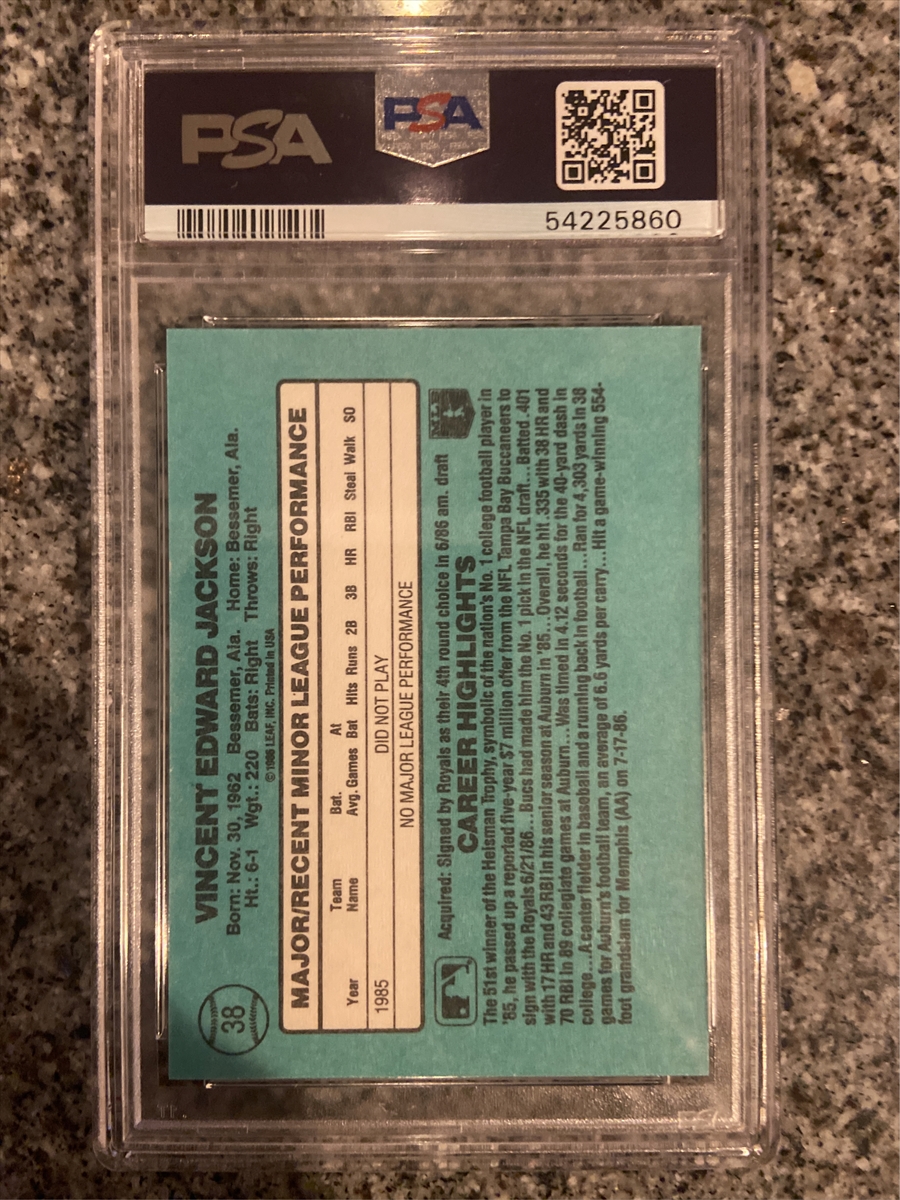 PSA
PSA
54225860
38
VINCENT EDWARD JACKSON
Born: Nov. 30, 1962 Bessemer, Ala. Home: Bessemer, Ala.
Ht.: 6-1 Wgt.: 220 Bats: Right Throws: Right
© 1986 LEAF, INC. Printed in USA
MAJOR/RECENT MINOR LEAGUE PERFORMANCE
Team Bat. At
Year Name Avg. Games Bat Hits Runs 2B 3B HR RBI Steal Walk SO
1985 DID NOT PLAY
NO MAJOR LEAGUE PERFORMANCE
Acquired: Signed by Royals as their 4th round choice in 6/86 am. draft
CAREER HIGHLIGHTS
The 51st winner of the Heisman Trophy, symbolic of the nation's No. 1 college football player in
'85, he passed up a reported five-year $7 million offer from the NFL Tampa Bay Buccaneers to
sign with the Royals 6/21/86...Bucs had made him the No. 1 pick in the NFL draft...Batted .401
with 17 HR and 43 RBI in his senior season at Auburn in '85...Overall, he hit .335 with 38 HR and
70 RBI in 89 collegiate games at Auburn...Was timed in 4.12 seconds for the 40-yard dash in
college...A center fielder in baseball and a running back in football...Ran for 4,303 yards in 38
games for Auburn's football team, an average of 6.6 yards per carry...Hit a game-winning 554-
foot grandslam for Memphis (AA) on 7-17-86.